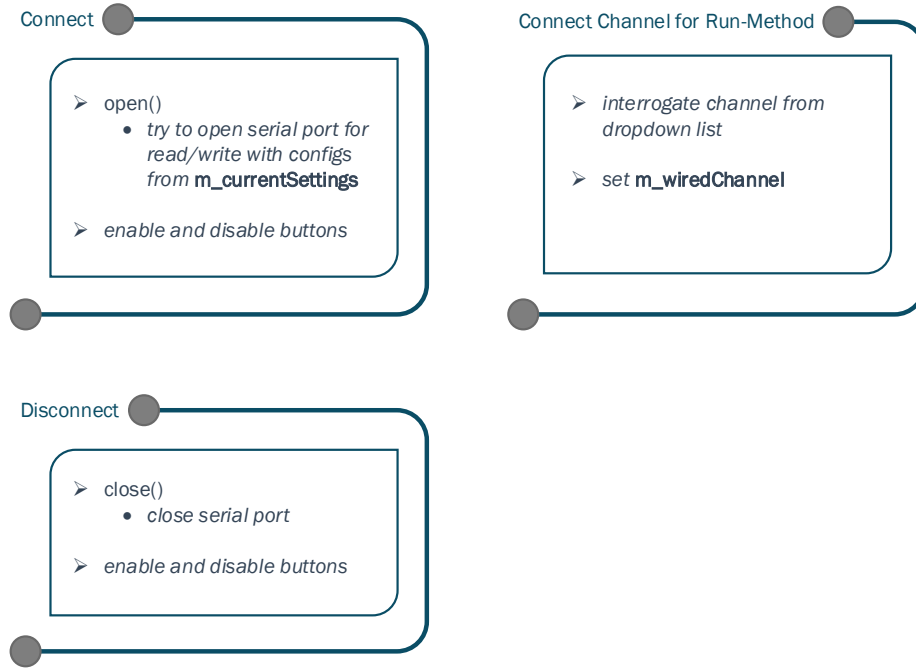 Connect
➢ open()
• try to open serial port for
read/write with configs
from m_currentSettings
➢ enable and disable buttons
Connect Channel for Run-Method
➢ interrogate channel from
dropdown list
➢ set m_wiredChannel
Disconnect
➢ close()
• close serial port
➢ enable and disable buttons